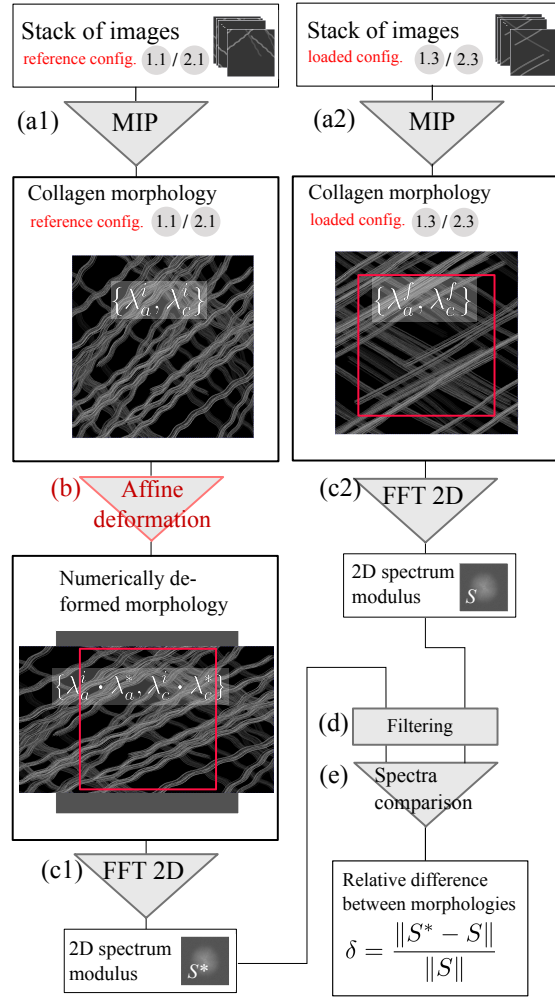 Stack of images
reference config. 1.1 / 2.1
(a1)
MIP
Collagen morphology
reference config. 1.1 / 2.1
{λ_a^i, λ_c^i}
(b)
Affine
deformation
Numerically de-
formed morphology
{λ_a^i · λ_a^*, λ_c^i · λ_c^*}
(c1)
FFT 2D
2D spectrum
modulus
S*
Stack of images
loaded config. 1.3 / 2.3
(a2)
MIP
Collagen morphology
loaded config. 1.3 / 2.3
{λ_a^f, λ_c^f}
(c2)
FFT 2D
2D spectrum
modulus
S
(d)
Filtering
(e)
Spectra
comparison
Relative difference
between morphologies
δ = ‖S* − S‖ / ‖S‖